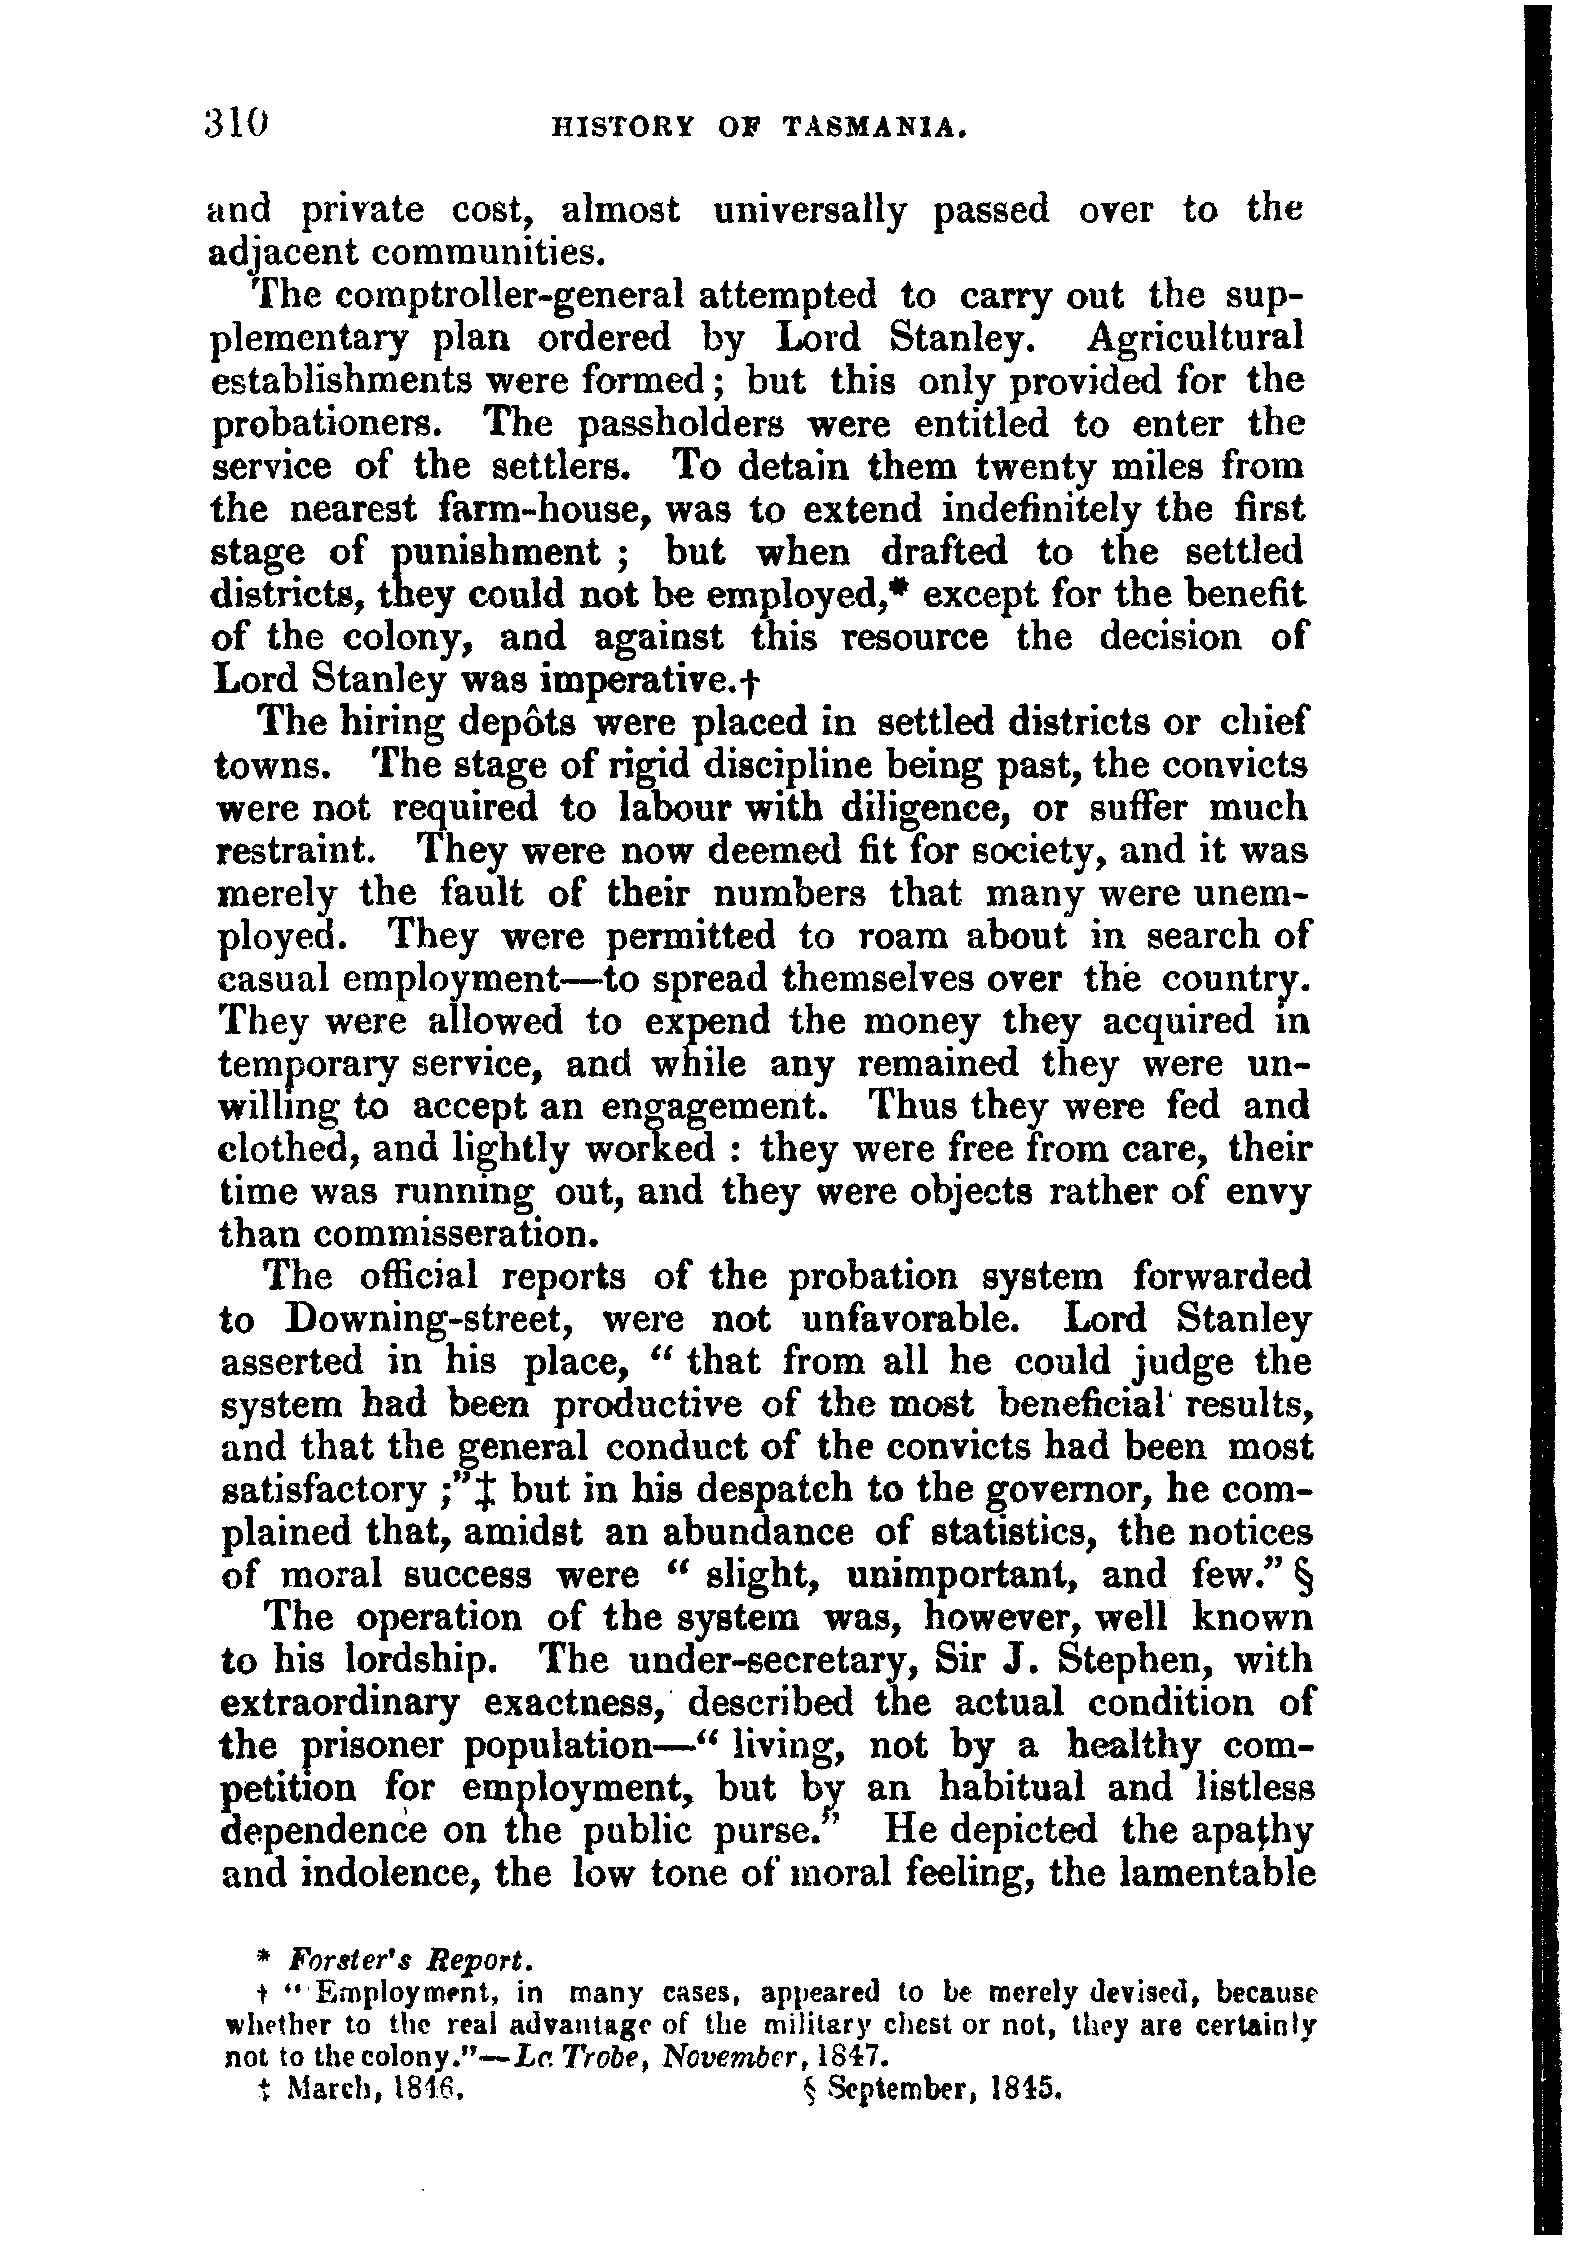 310 HISTORY OF TASMANIA.
and private cost, almost universally passed over to the
adjacent communities.
The comptroller-general attempted to carry out the sup-
plementary plan ordered by Lord Stanley. Agricultural
establishments were formed; but this only provided for the
probationers. The passholders were entitled to enter the
service of the settlers. To detain them twenty miles from
the nearest farm-house, was to extend indefinitely the first
stage of punishment ; but when drafted to the settled
districts, they could not be employed,* except for the benefit
of the colony, and against this resource the decision of
Lord Stanley was imperative.†
The hiring depôts were placed in settled districts or chief
towns. The stage of rigid discipline being past, the convicts
were not required to labour with diligence, or suffer much
restraint. They were now deemed fit for society, and it was
merely the fault of their numbers that many were unem-
ployed. They were permitted to roam about in search of
casual employment—to spread themselves over the country.
They were allowed to expend the money they acquired in
temporary service, and while any remained they were un-
willing to accept an engagement. Thus they were fed and
clothed, and lightly worked : they were free from care, their
time was running out, and they were objects rather of envy
than commisseration.
The official reports of the probation system forwarded
to Downing-street, were not unfavorable. Lord Stanley
asserted in his place, “ that from all he could judge the
system had been productive of the most beneficial results,
and that the general conduct of the convicts had been most
satisfactory ;”‡ but in his despatch to the governor, he com-
plained that, amidst an abundance of statistics, the notices
of moral success were “ slight, unimportant, and few.” §
The operation of the system was, however, well known
to his lordship. The under-secretary, Sir J. Stephen, with
extraordinary exactness, described the actual condition of
the prisoner population—“ living, not by a healthy com-
petition for employment, but by an habitual and listless
dependence on the public purse.” He depicted the apathy
and indolence, the low tone of moral feeling, the lamentable
* Forster's Report.
† “ Employment, in many cases, appeared to be merely devised, because
whether to the real advantage of the military chest or not, they are certainly
not to the colony.”—La Trobe, November, 1847.
‡ March, 1846. § September, 1845.